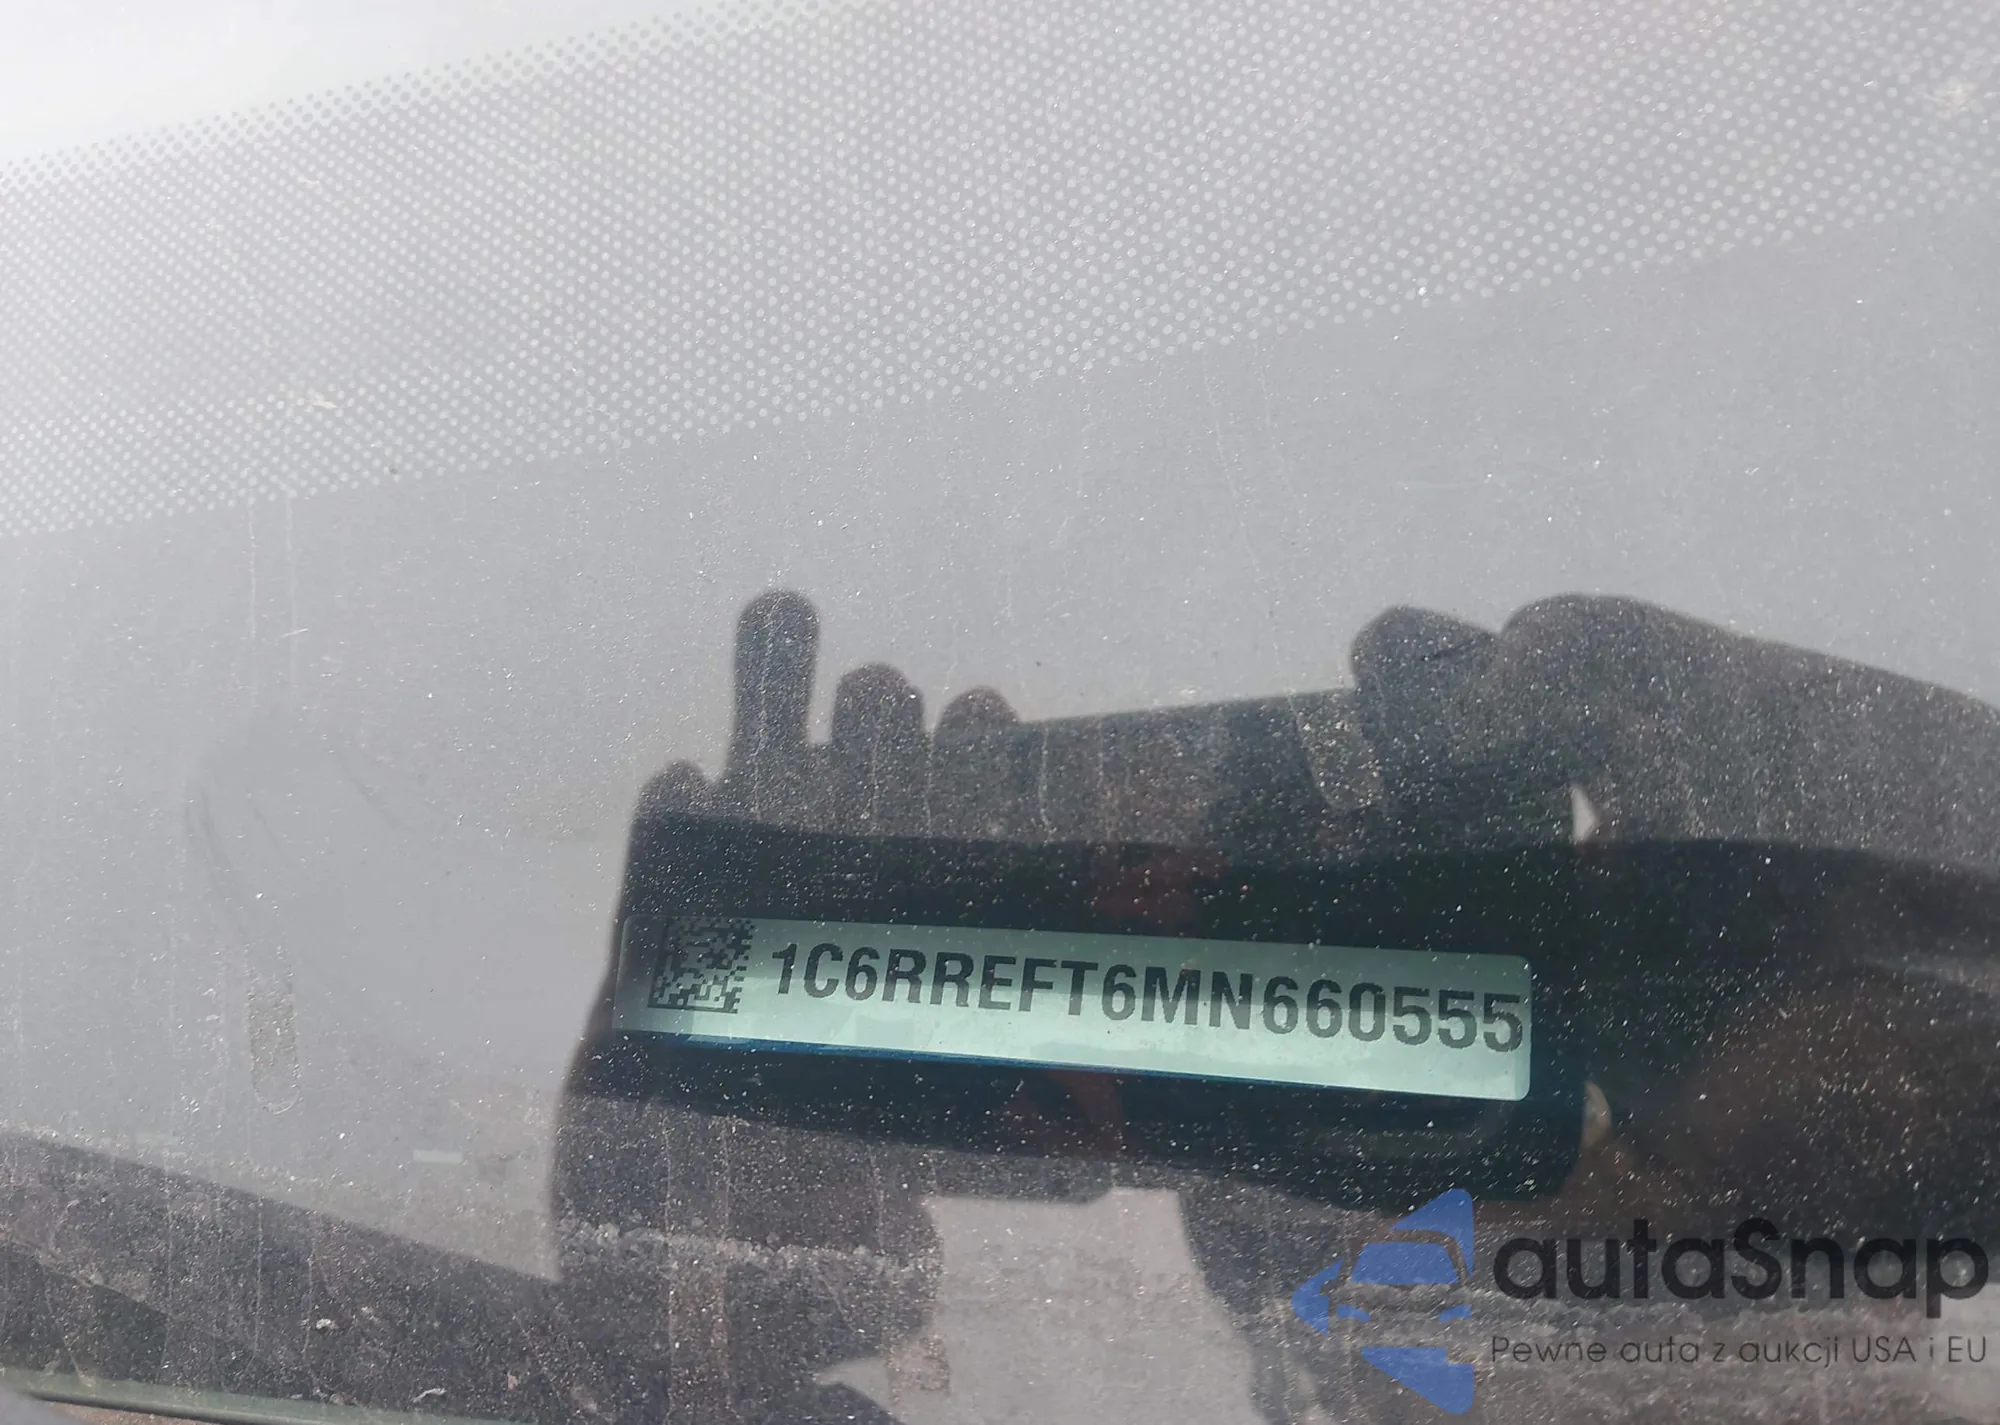 1C6RREFT6MN660555
autaSnap
Pewne auta z aukcji USA i EU